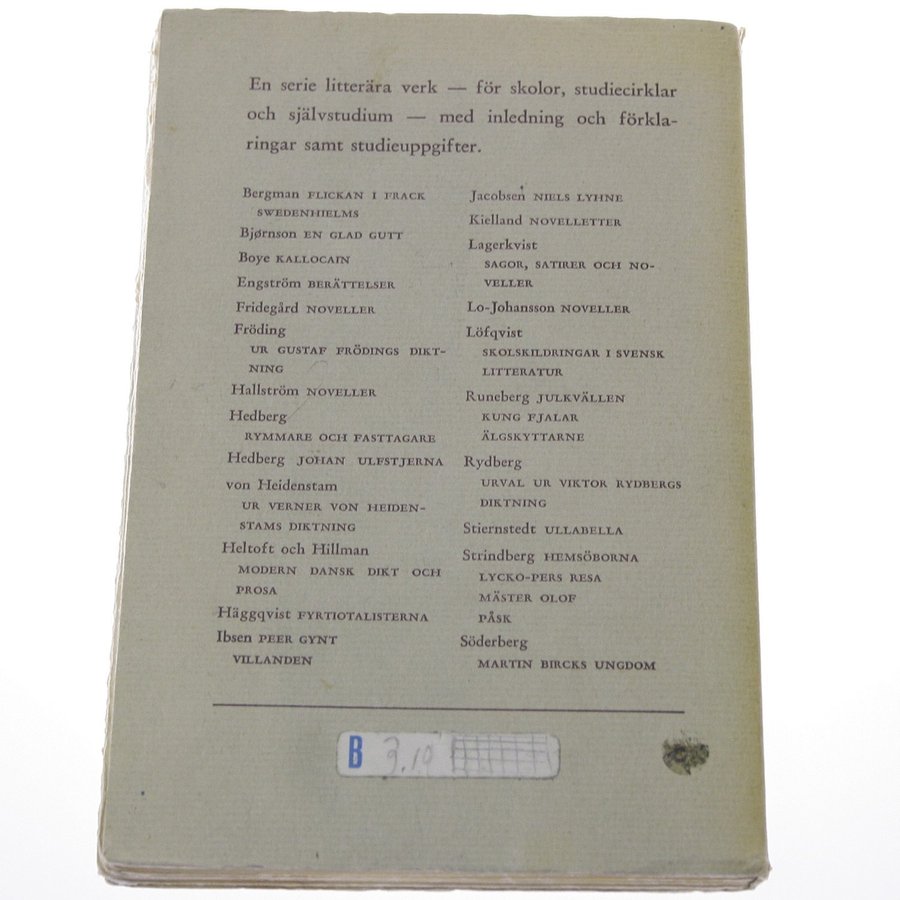 En serie litterära verk — för skolor, studiecirklar
och självstudium — med inledning och förkla-
ringar samt studieuppgifter.
Bergman FLICKAN I FRACK
SWEDENHIELMS
Bjørnson EN GLAD GUTT
Boye KALLOCAIN
Engström BERÄTTELSER
Fridegård NOVELLER
Fröding
UR GUSTAF FRÖDINGS DIKT-
NING
Hallström NOVELLER
Hedberg
RYMMARE OCH FASTTAGARE
Hedberg JOHAN ULFSTJERNA
von Heidenstam
UR VERNER VON HEIDEN-
STAMS DIKTNING
Heltoft och Hillman
MODERN DANSK DIKT OCH
PROSA
Häggqvist FYRTIOTALISTERNA
Ibsen PEER GYNT
VILLANDEN
Jacobsen NIELS LYHNE
Kielland NOVELLETTER
Lagerkvist
SAGOR, SATIRER OCH NO-
VELLER
Lo-Johansson NOVELLER
Löfqvist
SKOLSKILDRINGAR I SVENSK
LITTERATUR
Runeberg JULKVÄLLEN
KUNG FJALAR
ÄLGSKYTTARNE
Rydberg
URVAL UR VIKTOR RYDBERGS
DIKTNING
Stiernstedt ULLABELLA
Strindberg HEMSÖBORNA
LYCKO-PERS RESA
MÄSTER OLOF
PÅSK
Söderberg
MARTIN BIRCKS UNGDOM
B 3.10